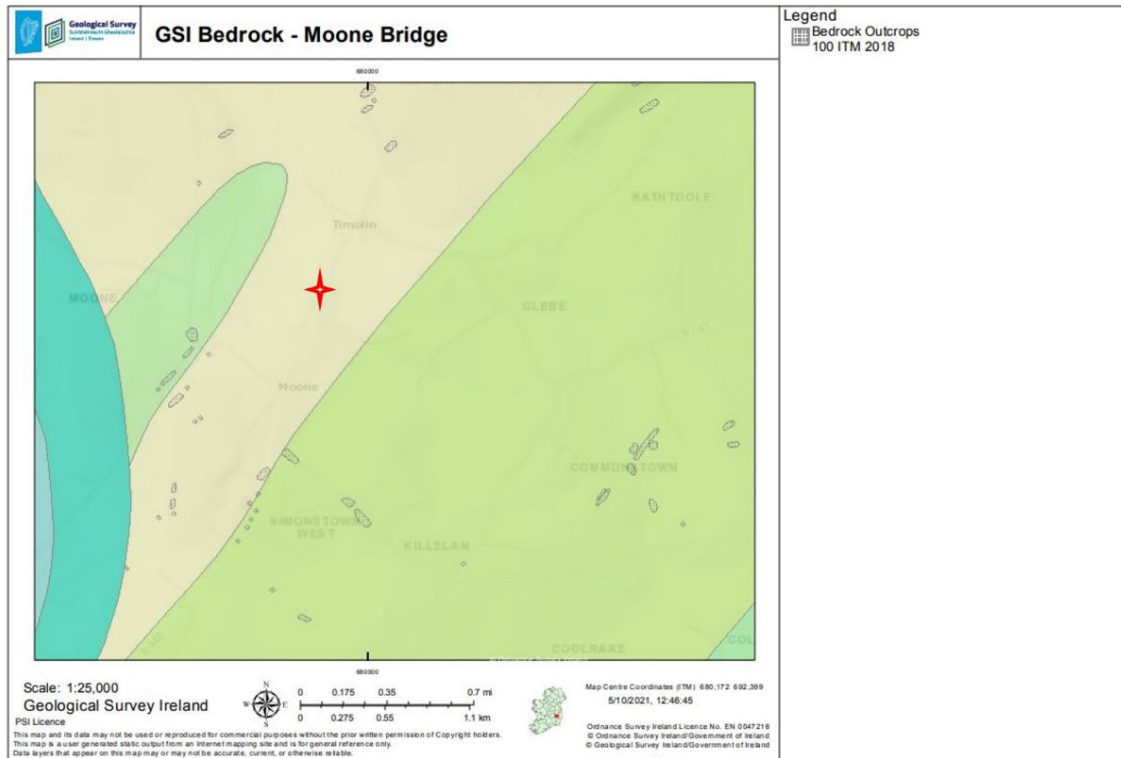 Geological Survey
Suirbhéireacht Gheolaíochta
Ireland | Éireann
GSI Bedrock - Moone Bridge
Legend
Bedrock Outcrops
100 ITM 2018
680000
RATHTOOLE
Timolin
MOONE
GLEBE
Moone
COMMONSTOWN
SIMONSTOWN
WEST
KILLELAN
COOLRAKE
COL
680000
Scale: 1:25,000
Geological Survey Ireland
PSI Licence
N
W
E
S
0 0.175 0.35 0.7 mi
0 0.275 0.55 1.1 km
Map Centre Coordinates (ITM) 680,172 692,399
5/10/2021, 12:46:45
Ordnance Survey Ireland Licence No. EN 0047216
© Ordnance Survey Ireland/Government of Ireland
© Geological Survey Ireland/Government of Ireland
This map and its data may not be used or reproduced for commercial purposes without the prior written permission of Copyright holders.
This map is a user generated static output from an Internet mapping site and is for general reference only.
Data layers that appear on this map may or may not be accurate, current, or otherwise reliable.